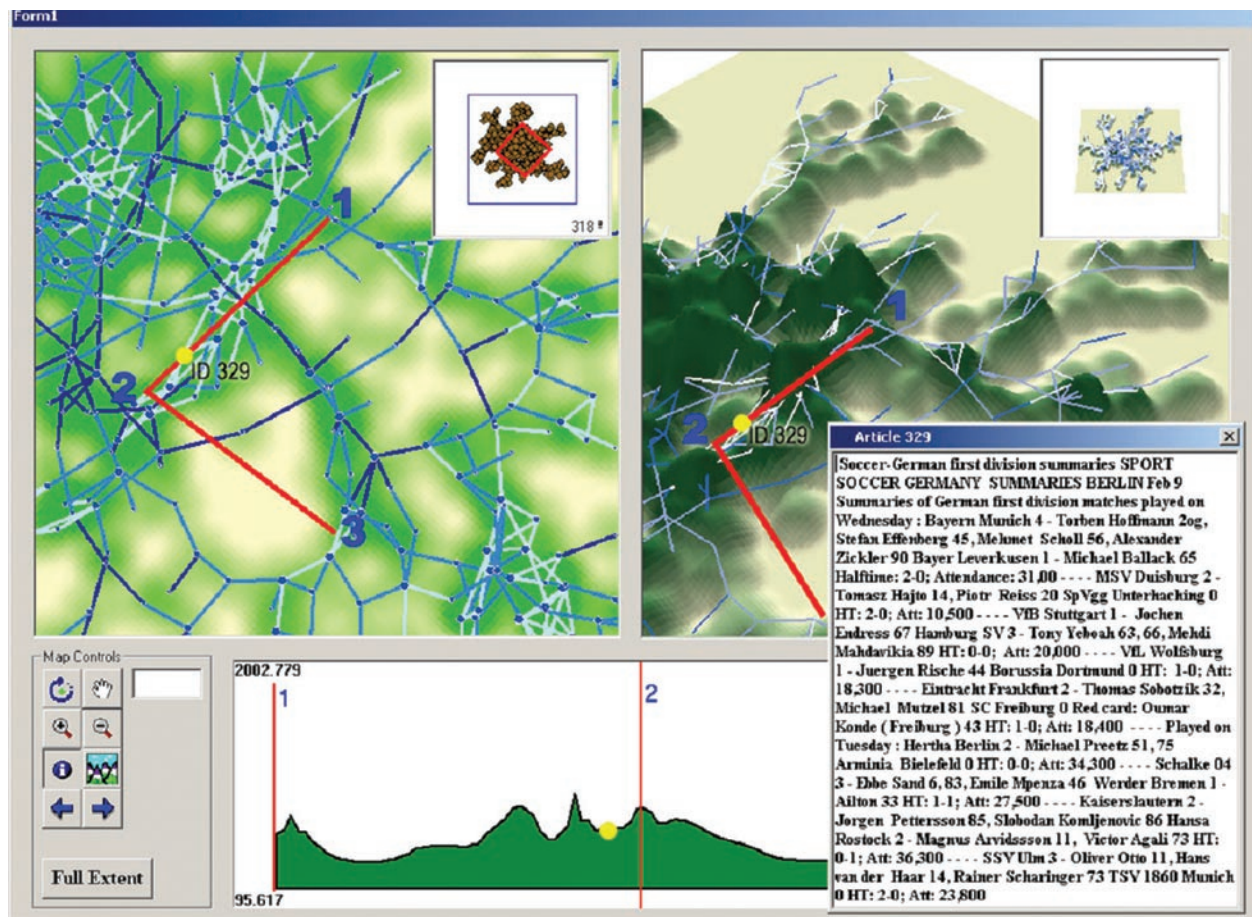 Form1
318 °
1
ID 329
2
3
1
2
ID 329
Article 329
Soccer-German first division summaries SPORT
SOCCER GERMANY SUMMARIES BERLIN Feb 9
Summaries of German first division matches played on
Wednesday : Bayern Munich 4 - Torben Hoffmann 2og,
Stefan Effenberg 45, Mehmet Scholl 56, Alexander
Zickler 90 Bayer Leverkusen 1 - Michael Ballack 65
Halftime: 2-0; Attendance: 31,00 - - - - MSV Duisburg 2 -
Tomasz Hajto 14, Piotr Reiss 20 SpVgg Unterhacking 0
HT: 2-0; Att: 10,500 - - - - VfB Stuttgart 1 - Jochen
Endress 67 Hamburg SV 3 - Tony Yeboah 63, 66, Mehdi
Mahdavikia 89 HT: 0-0; Att: 20,000 - - - - VfL Wolfsburg
1 - Juergen Rische 44 Borussia Dortmund 0 HT: 1-0; Att:
18,300 - - - - Eintracht Frankfurt 2 - Thomas Sobotzik 32,
Michael Mutzel 81 SC Freiburg 0 Red card: Oumar
Konde ( Freiburg ) 43 HT: 1-0; Att: 18,400 - - - - Played on
Tuesday : Hertha Berlin 2 - Michael Preetz 51, 75
Arminia Bielefeld 0 HT: 0-0; Att: 34,300 - - - - Schalke 04
3 - Ebbe Sand 6, 83, Emile Mpenza 46 Werder Bremen 1 -
Ailton 33 HT: 1-1; Att: 27,500 - - - - Kaiserslautern 2 -
Jorgen Pettersson 85, Slobodan Komljenovic 86 Hansa
Rostock 2 - Magnus Arvidssson 11, Victor Agali 73 HT:
0-1; Att: 36,300 - - - - SSV Ulm 3 - Oliver Otto 11, Hans
van der Haar 14, Rainer Scharinger 73 TSV 1860 Munich
0 HT: 2-0; Att: 23,800
Map Controls
Full Extent
2002.779
1
2
95.617